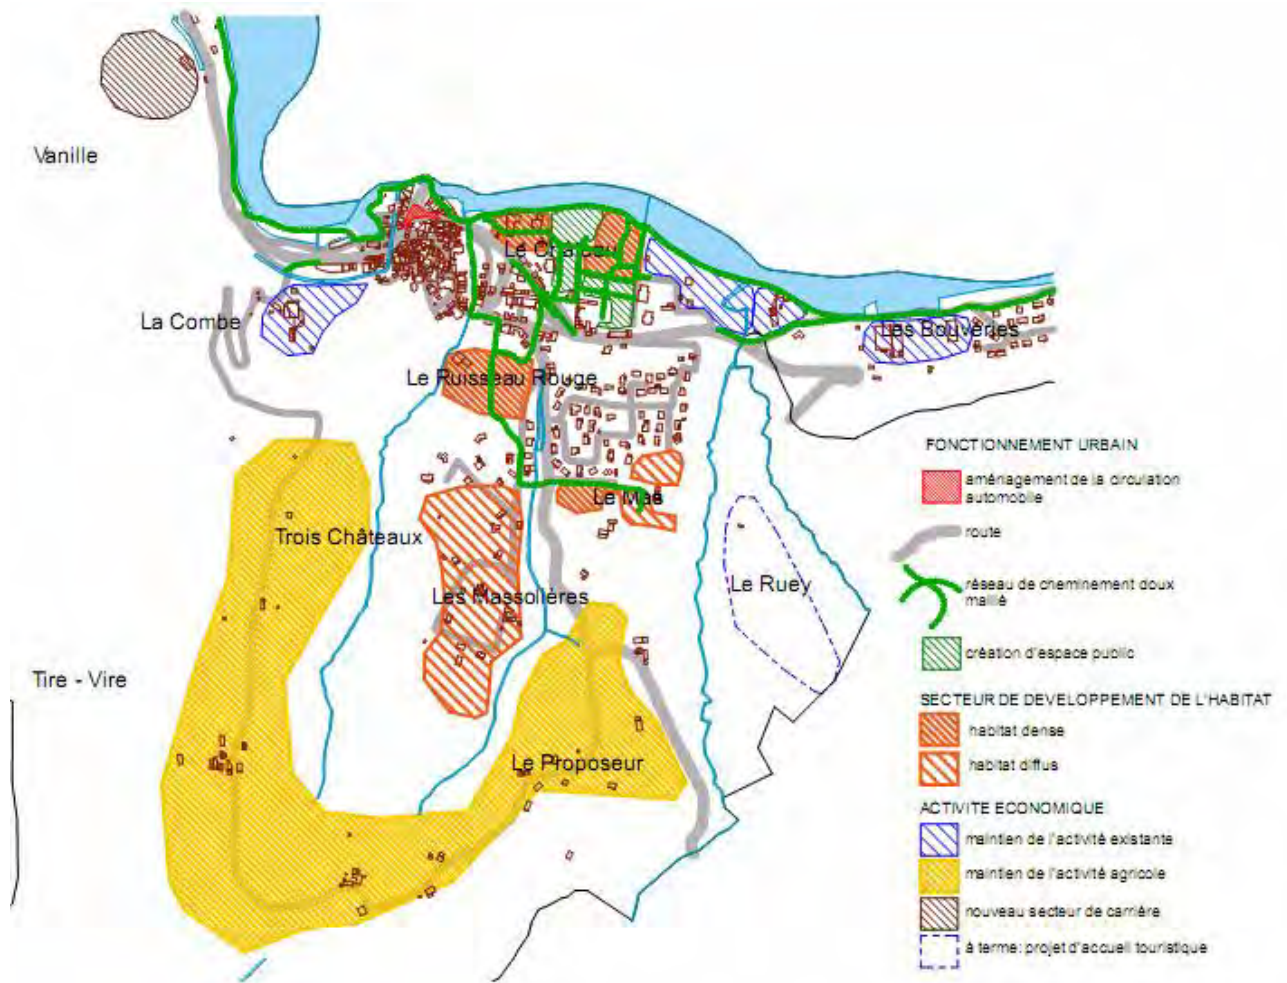 Vanille
Le Château
La Combe
Les Bouveries
Le Ruisseau Rouge
Le Mas
Trois Châteaux
Les Massolières
Le Ruey
Tire - Vire
Le Proposeur
FONCTIONNEMENT URBAIN
aménagement de la circulation
automobile
route
réseau de cheminement doux
maillé
création d'espace public
SECTEUR DE DEVELOPPEMENT DE L'HABITAT
habitat dense
habitat diffus
ACTIVITE ECONOMIQUE
maintien de l'activité existante
maintien de l'activité agricole
nouveau secteur de carrière
à terme: projet d'accueil touristique